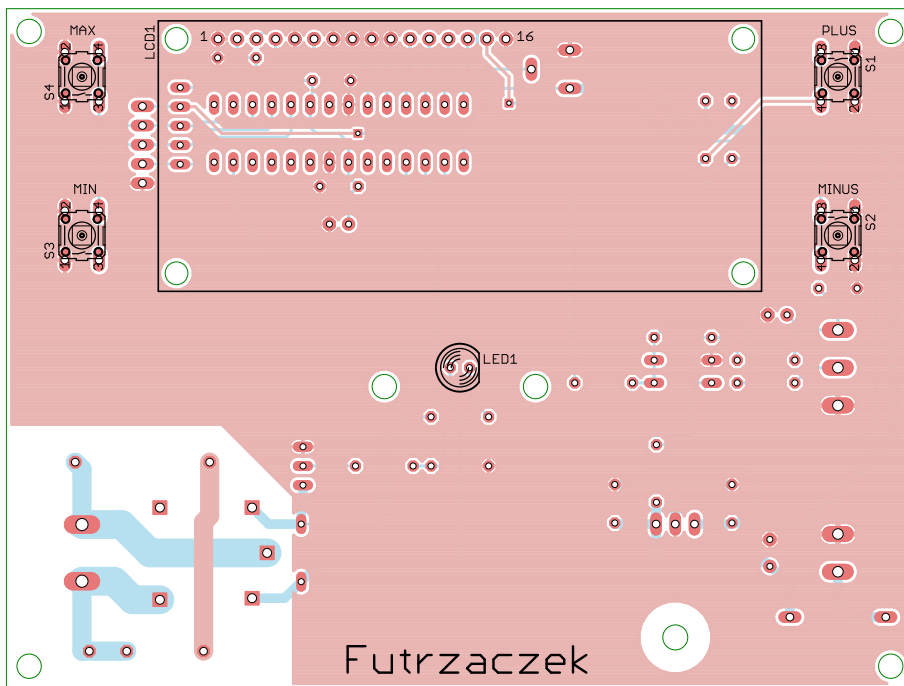 MAX
LCD1
1
16
PLUS
S4
S1
MIN
MINUS
S3
S2
LED1
Futrzaczek